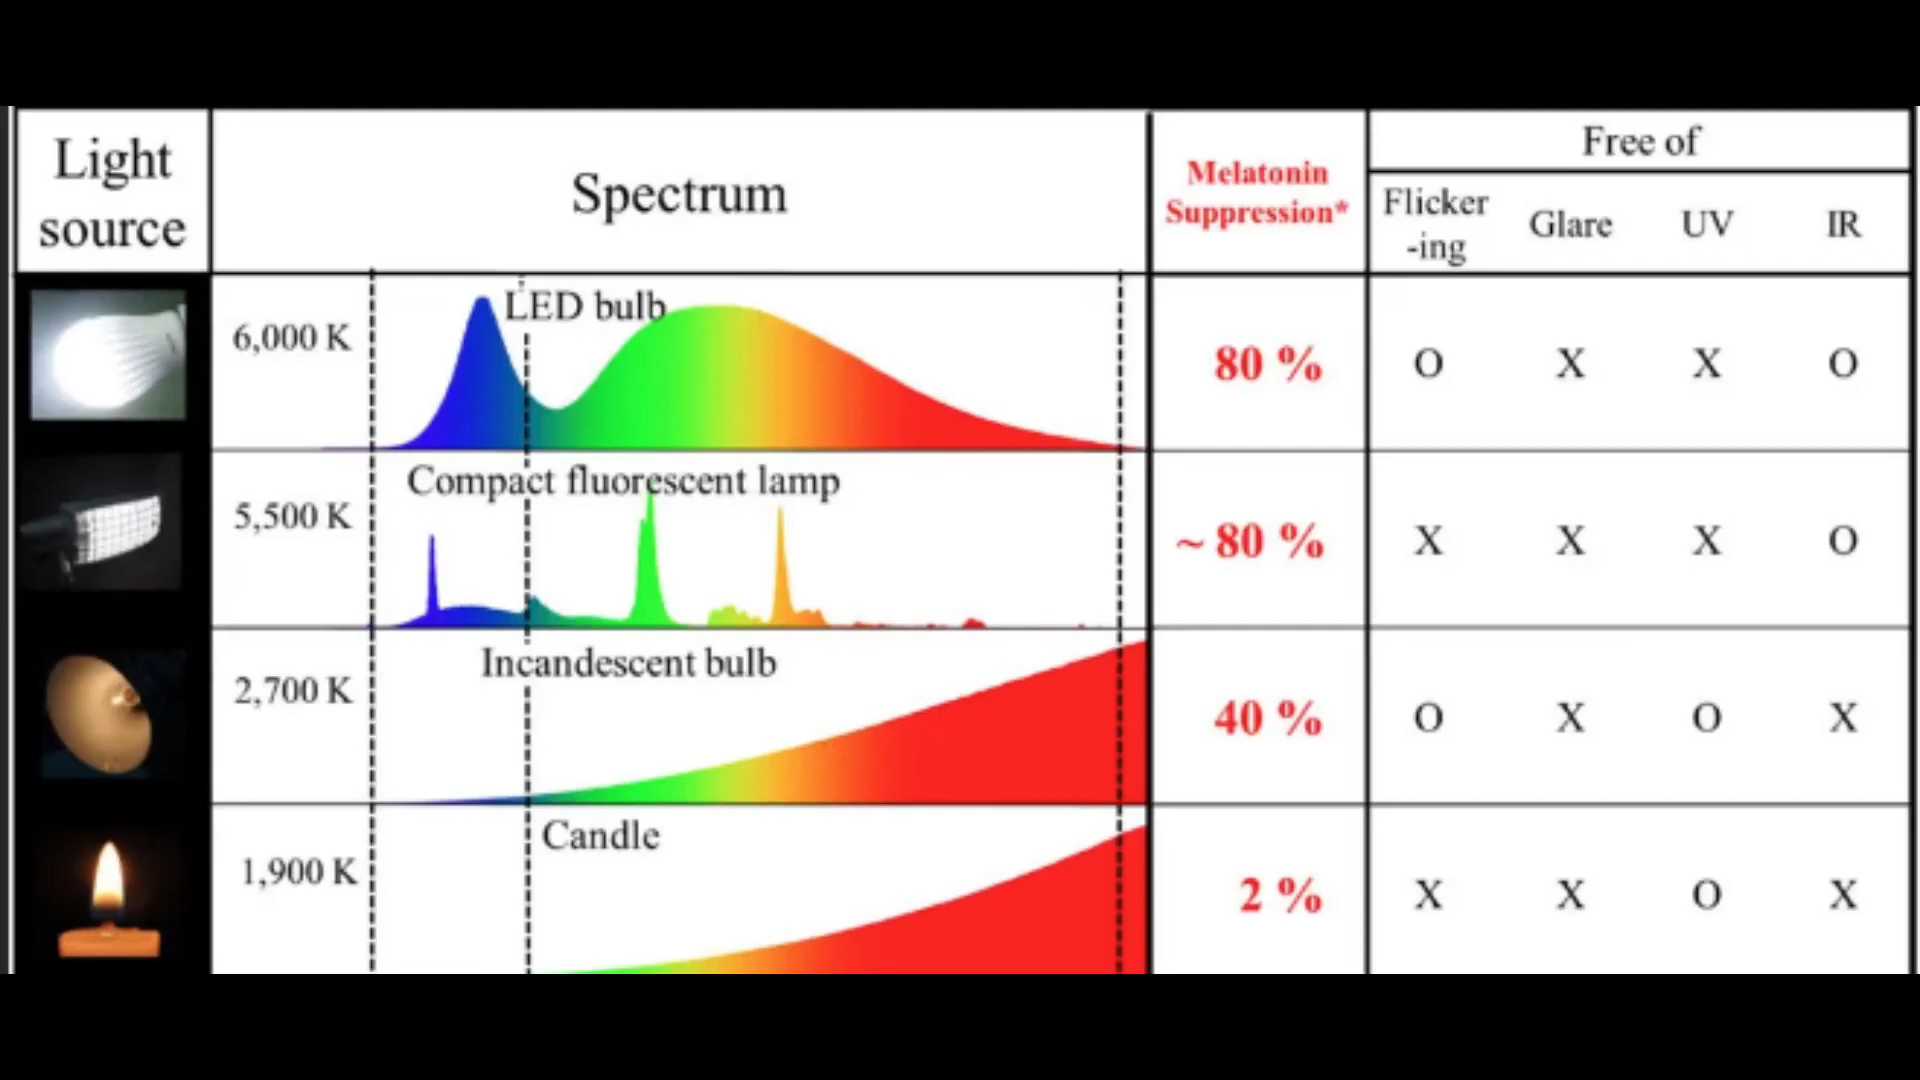 Light
source
Spectrum
Melatonin
Suppression*
Free of
Flicker
-ing
Glare
UV
IR
6,000 K
LED bulb
80 %
O
X
X
O
5,500 K
Compact fluorescent lamp
~ 80 %
X
X
X
O
2,700 K
Incandescent bulb
40 %
O
X
O
X
1,900 K
Candle
2 %
X
X
O
X